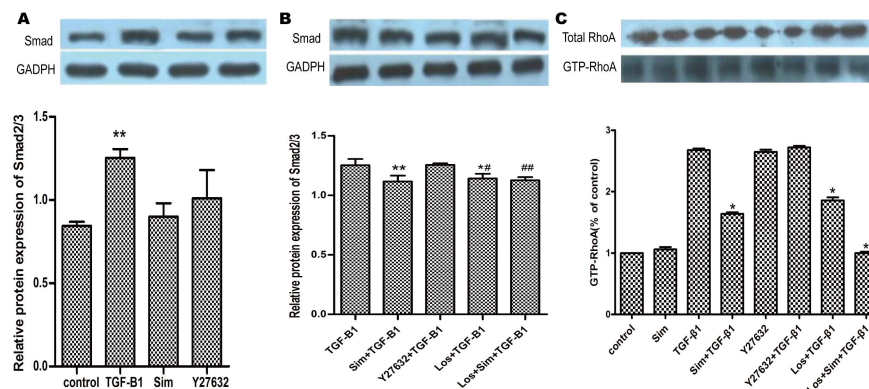 A
Smad
GADPH
Relative protein expression of Smad2/3
1.5
1.0
0.5
0.0
**
control TGF-B1 Sim Y27632
B
Smad
GADPH
Relative protein expression of Smad2/3
1.5
1.0
0.5
0.0
** *# ##
TGF-B1
Sim+TGF-B1
Y27632+TGF-B1
Los+TGF-B1
Los+Sim+TGF-B1
C
Total RhoA
GTP-RhoA
GTP-RhoA(% of control)
3
2
1
0
* * *
control
Sim
TGF-β1
Sim+TGF-β1
Y27632
Y27632+TGF-β1
Los+TGF-β1
Los+Sim+TGF-β1